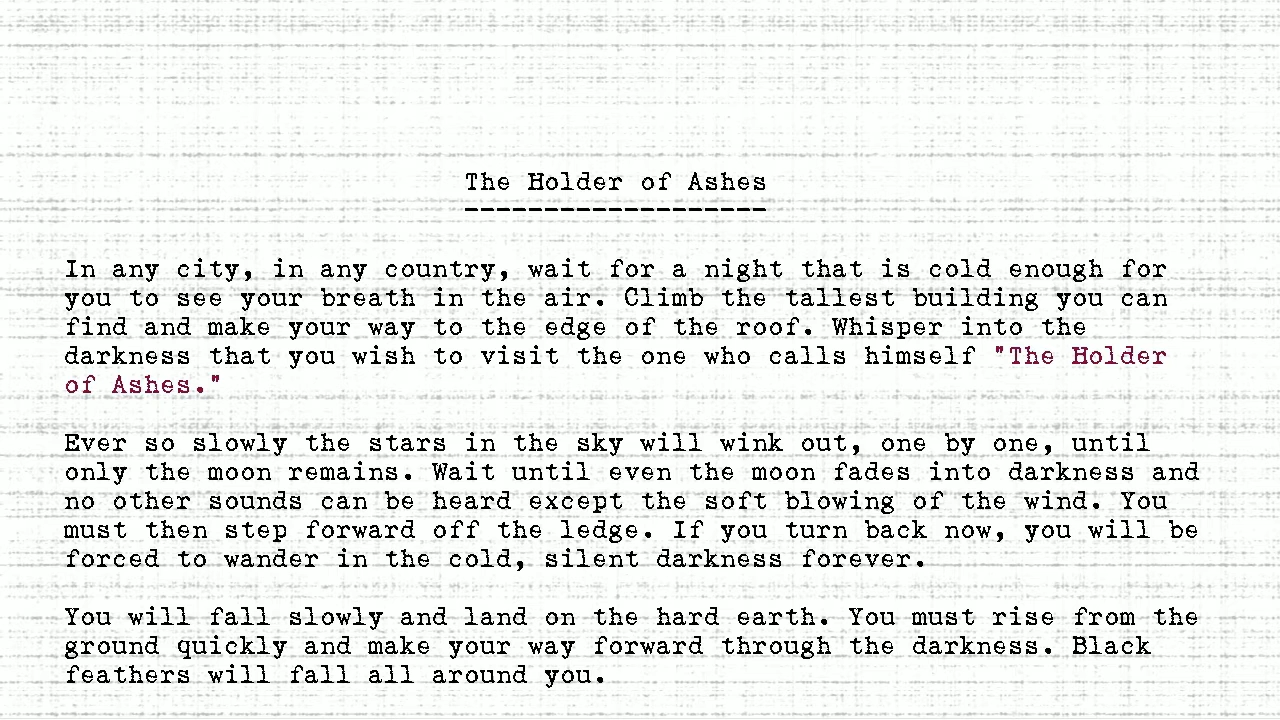 The Holder of Ashes
-------------------
In any city, in any country, wait for a night that is cold enough for
you to see your breath in the air. Climb the tallest building you can
find and make your way to the edge of the roof. Whisper into the
darkness that you wish to visit the one who calls himself "The Holder
of Ashes."
Ever so slowly the stars in the sky will wink out, one by one, until
only the moon remains. Wait until even the moon fades into darkness and
no other sounds can be heard except the soft blowing of the wind. You
must then step forward off the ledge. If you turn back now, you will be
forced to wander in the cold, silent darkness forever.
You will fall slowly and land on the hard earth. You must rise from the
ground quickly and make your way forward through the darkness. Black
feathers will fall all around you.